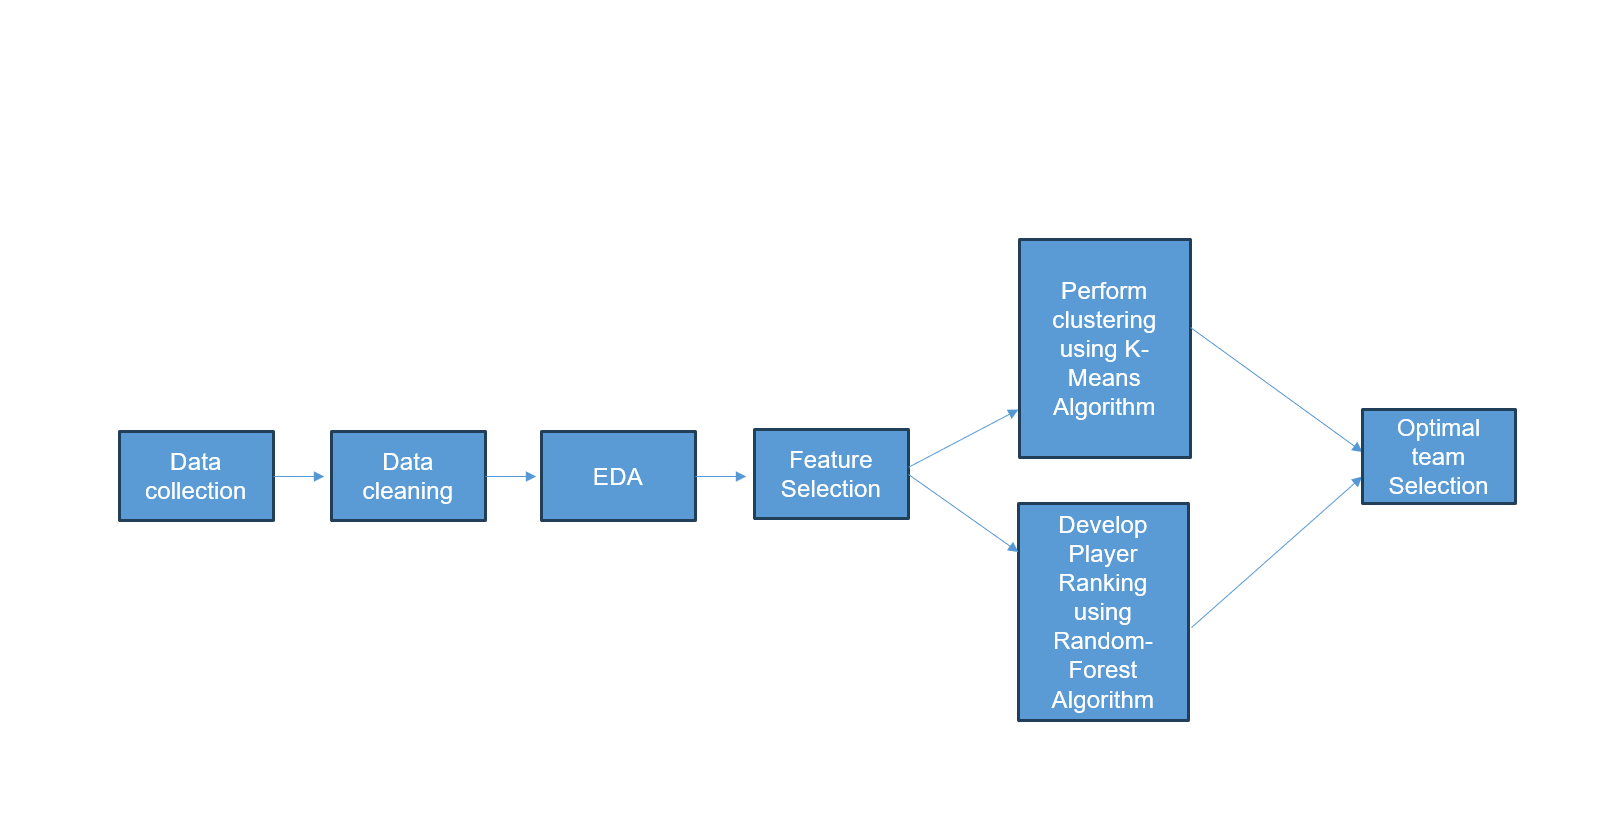 Data
collection
Data
cleaning
EDA
Feature
Selection
Perform
clustering
using K-
Means
Algorithm
Develop
Player
Ranking
using
Random-
Forest
Algorithm
Optimal
team
Selection